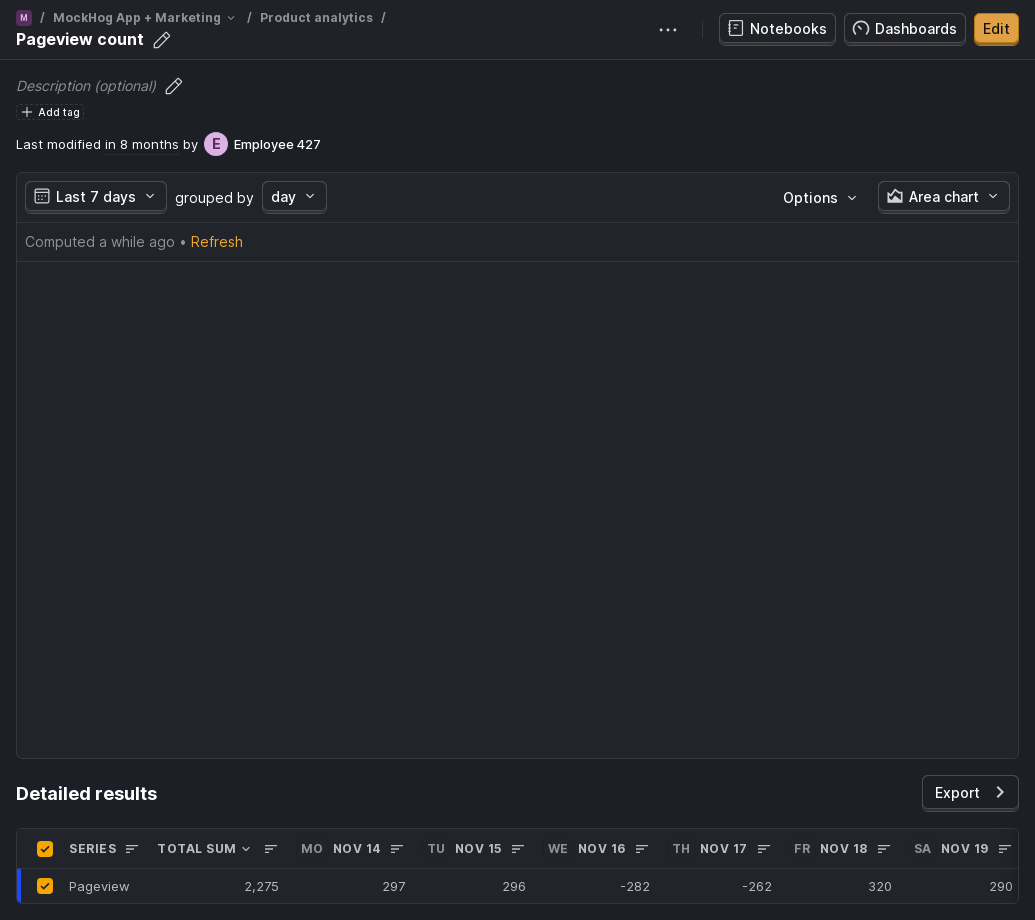 M / MockHog App + Marketing / Product analytics /
Pageview count
Notebooks Dashboards Edit
Description (optional)
Add tag
Last modified in 8 months by E Employee 427
Last 7 days grouped by day Options Area chart
Computed a while ago • Refresh
Detailed results
Export
SERIES TOTAL SUM MO NOV 14 TU NOV 15 WE NOV 16 TH NOV 17 FR NOV 18 SA NOV 19
Pageview 2,275 297 296 -282 -262 320 290